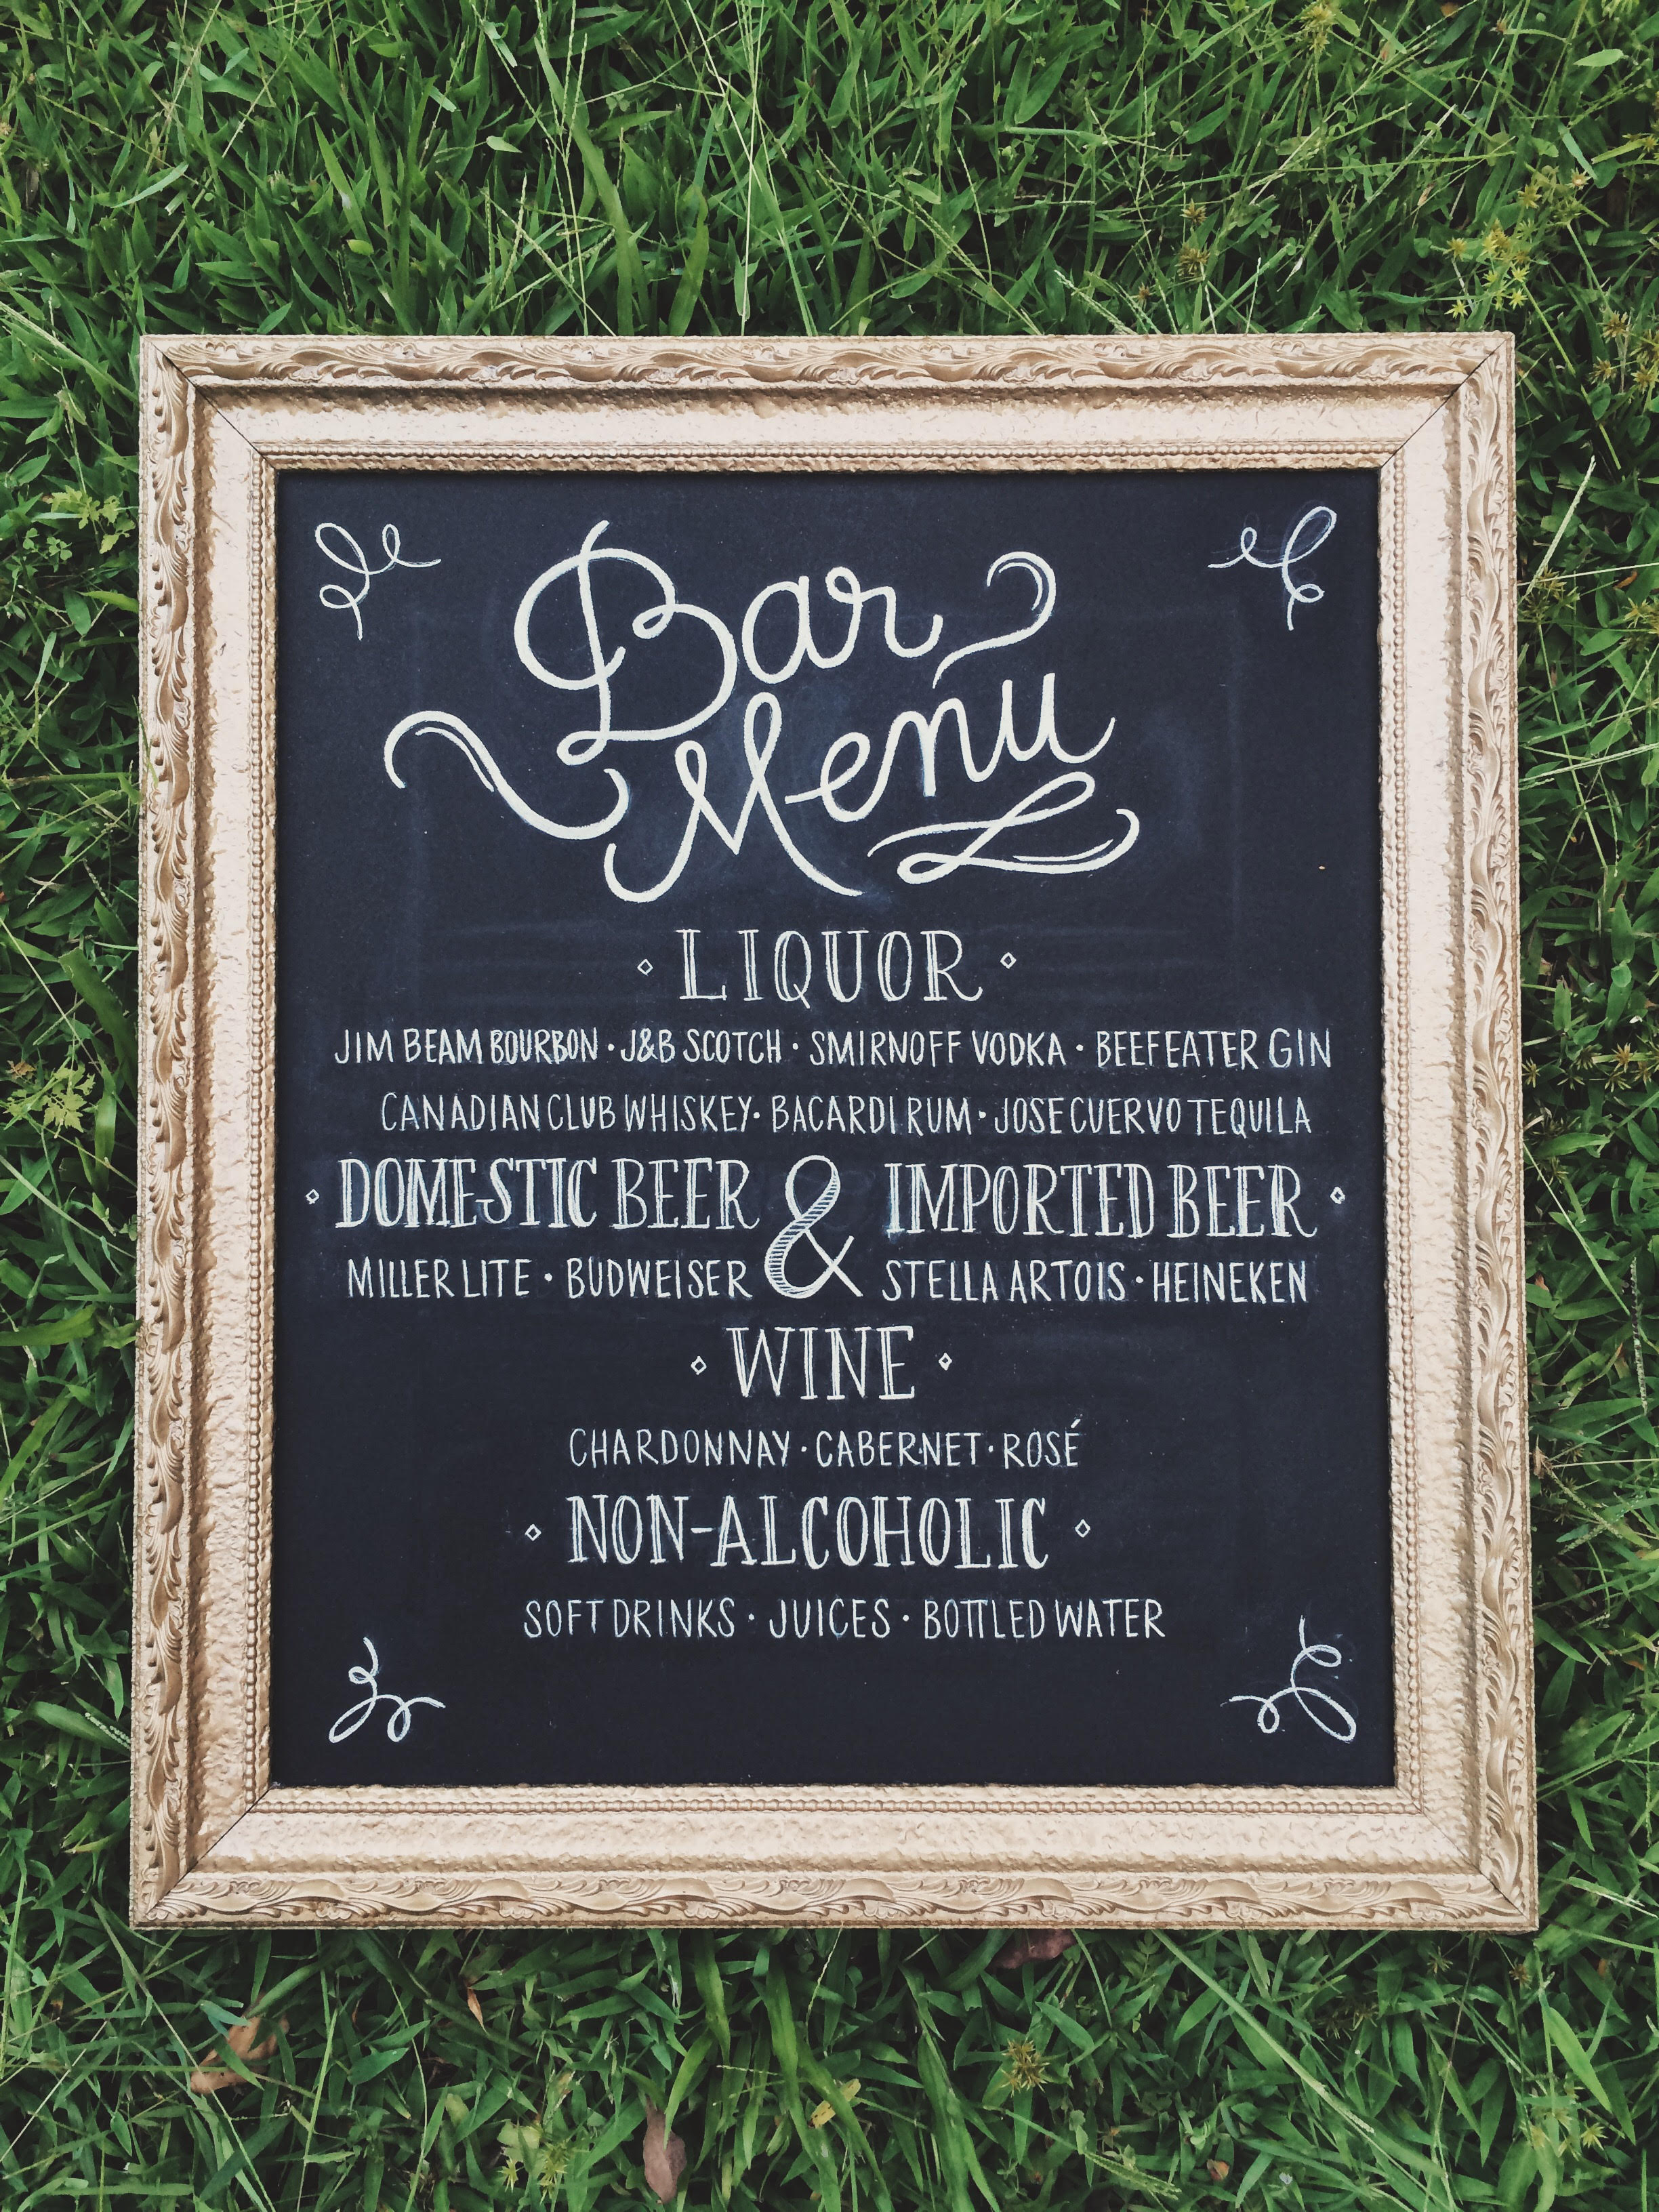 Bar
Menu
LIQUOR
JIM BEAM BOURBON · J&B SCOTCH · SMIRNOFF VODKA · BEEFEATER GIN
CANADIAN CLUB WHISKEY · BACARDI RUM · JOSE CUERVO TEQUILA
DOMESTIC BEER & IMPORTED BEER
MILLER LITE · BUDWEISER STELLA ARTOIS · HEINEKEN
WINE
CHARDONNAY · CABERNET · ROSÉ
NON-ALCOHOLIC
SOFT DRINKS · JUICES · BOTTLED WATER